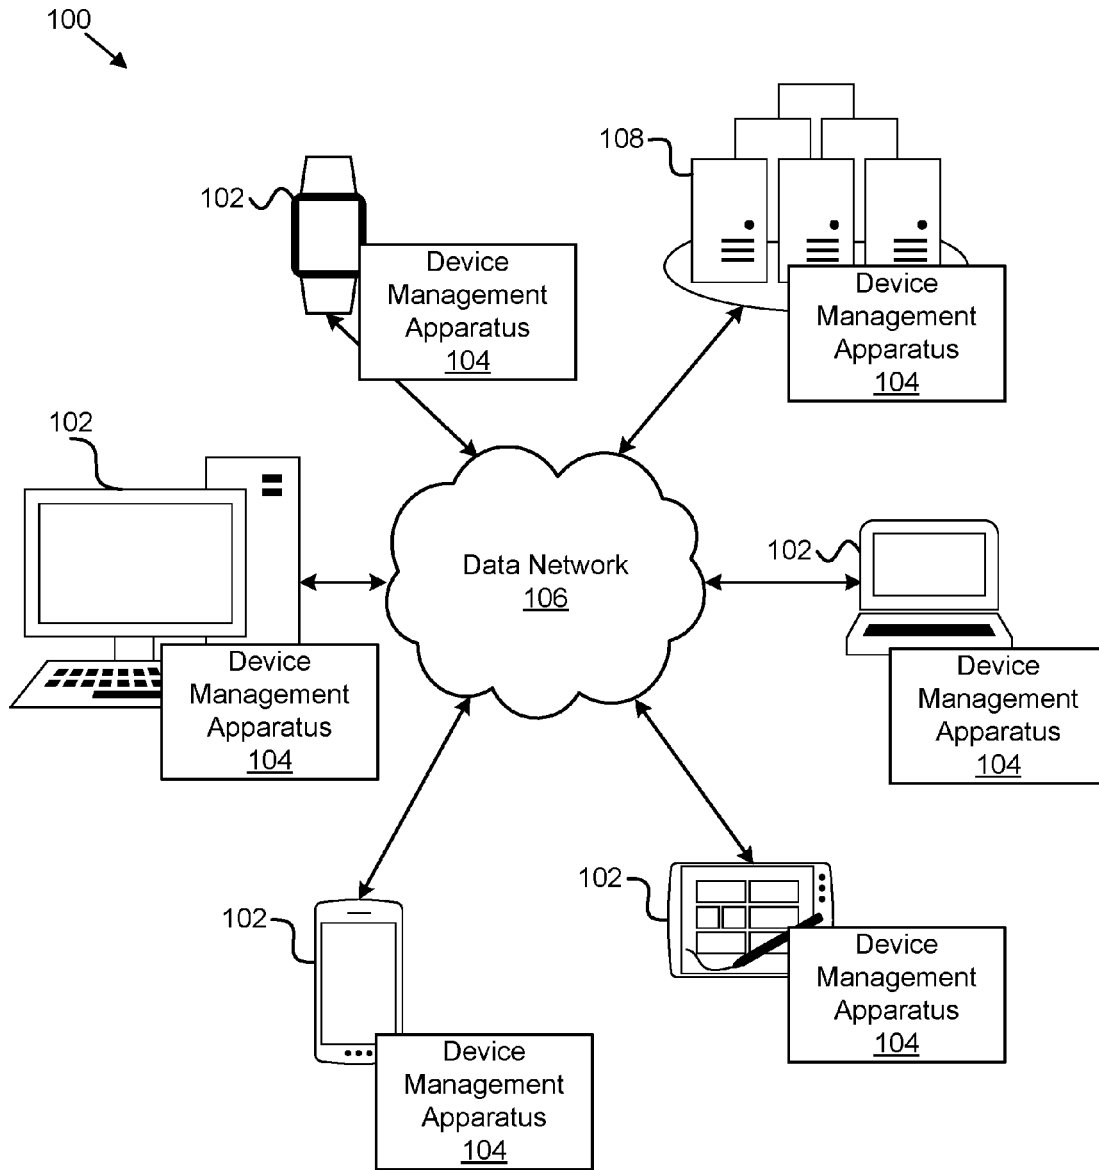 100
108
102
Device
Management
Apparatus
104
Device
Management
Apparatus
104
102
Data Network
106
102
Device
Management
Apparatus
104
Device
Management
Apparatus
104
102
102
Device
Management
Apparatus
104
Device
Management
Apparatus
104